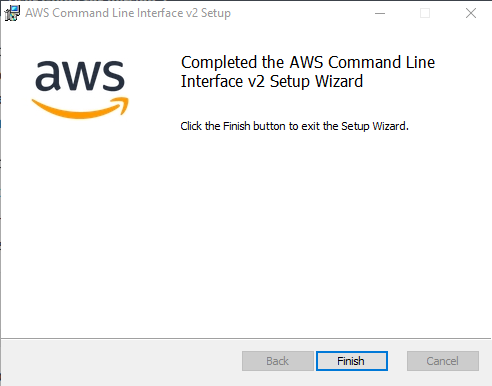 AWS Command Line Interface v2 Setup
aws
Completed the AWS Command Line
Interface v2 Setup Wizard
Click the Finish button to exit the Setup Wizard.
Back
Finish
Cancel